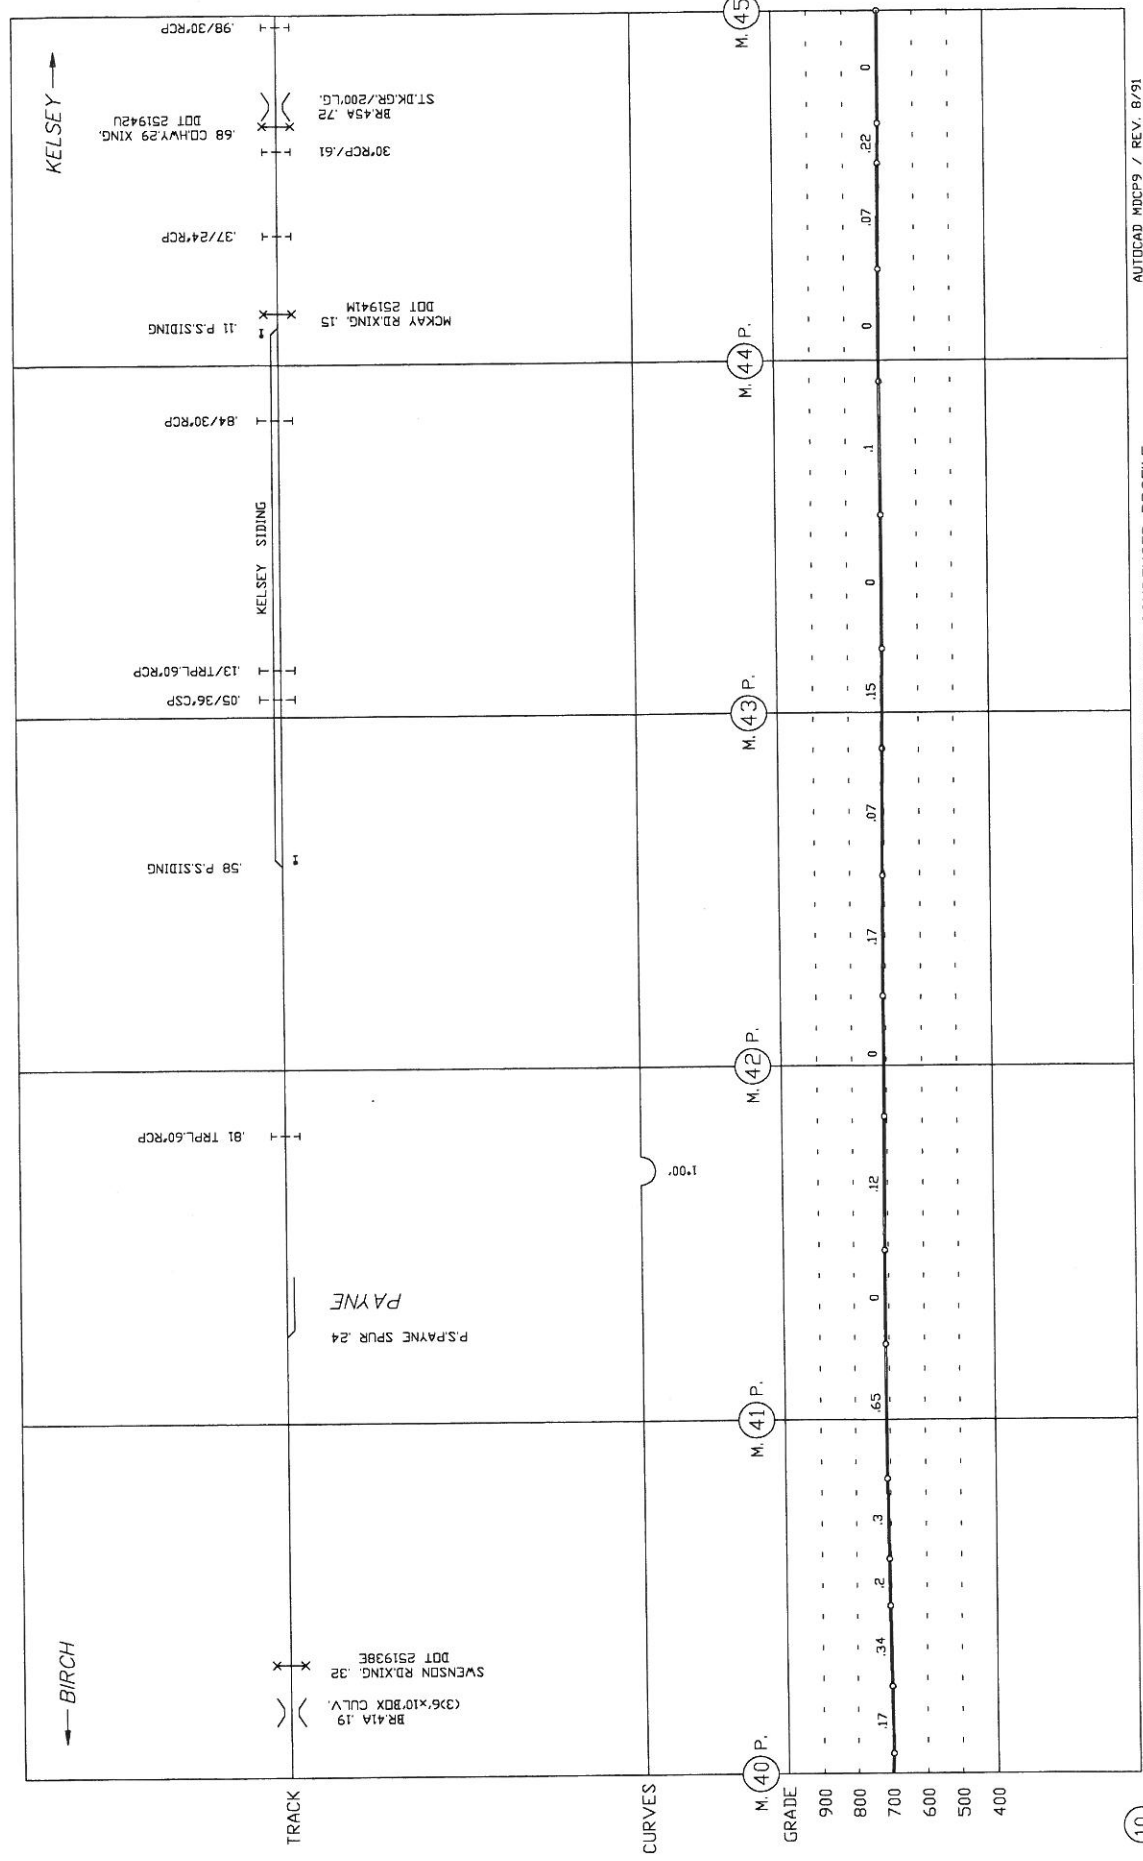 ← BIRCH
KELSEY →
TRACK
BR.41A .19
(3)6'x10'BOX CULV.
SWENSON RD.XING. .32
DOT 251938E
P.S.PAYNE SPUR .24
PAYNE
.81 TRPL.60"RCP
.58 P.S.SIDING
.05/36"CSP
.13/TRPL.60"RCP
KELSEY SIDING
.84/30"RCP
.11 P.S.SIDING
MCKAY RD.XING. .15
DOT 251941M
.37/24"RCP
30"RCP/.61
.68 CO.HWY.29 XING.
DOT 251942U
BR.45A .72
ST.DK.GR./200'LG.
.98/30"RCP
CURVES
1°00'
M. 40 P.
M. 41 P.
M. 42 P.
M. 43 P.
M. 44 P.
M. 45
GRADE
900
800
700
600
500
400
.17
.34
.2
.3
.65
0
.12
0
.17
.07
.15
0
.1
0
.07
.22
0
10
AUTOCAD MDCP9 / REV. 8/91